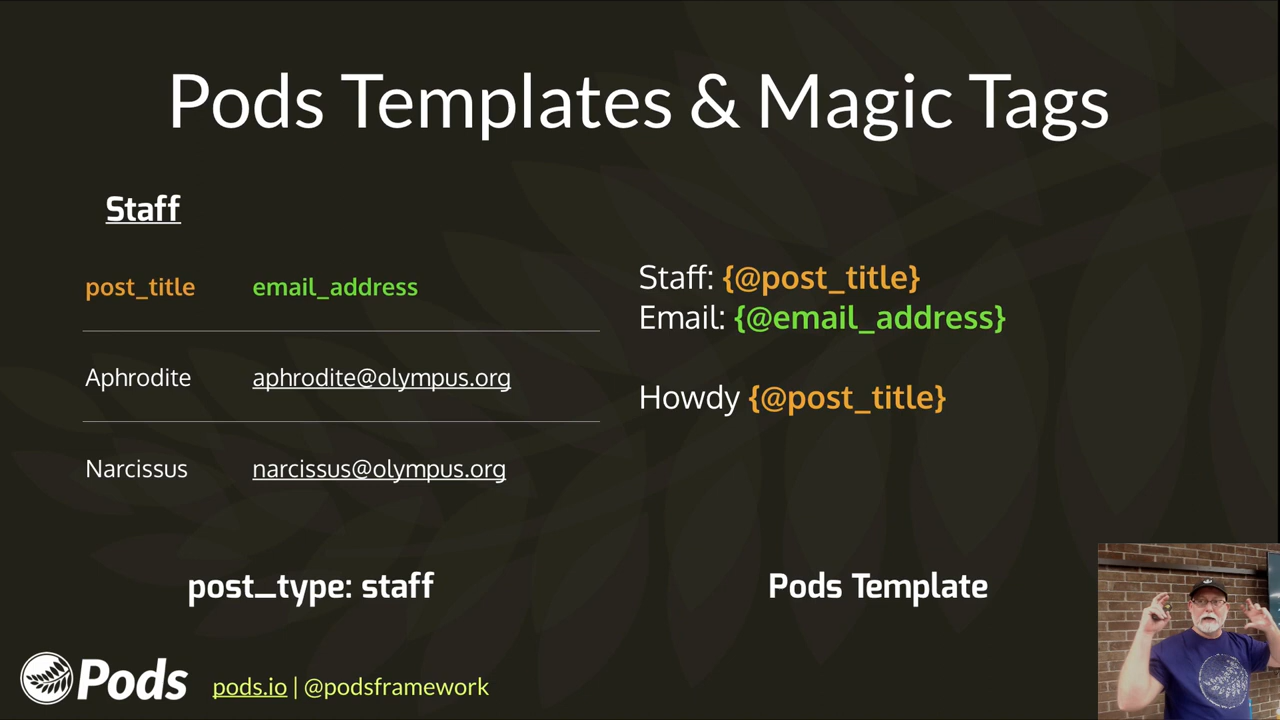 Pods Templates & Magic Tags
Staff
post_title email_address
Aphrodite aphrodite@olympus.org
Narcissus narcissus@olympus.org
post_type: staff
Staff: {@post_title}
Email: {@email_address}
Howdy {@post_title}
Pods Template
Pods pods.io | @podsframework